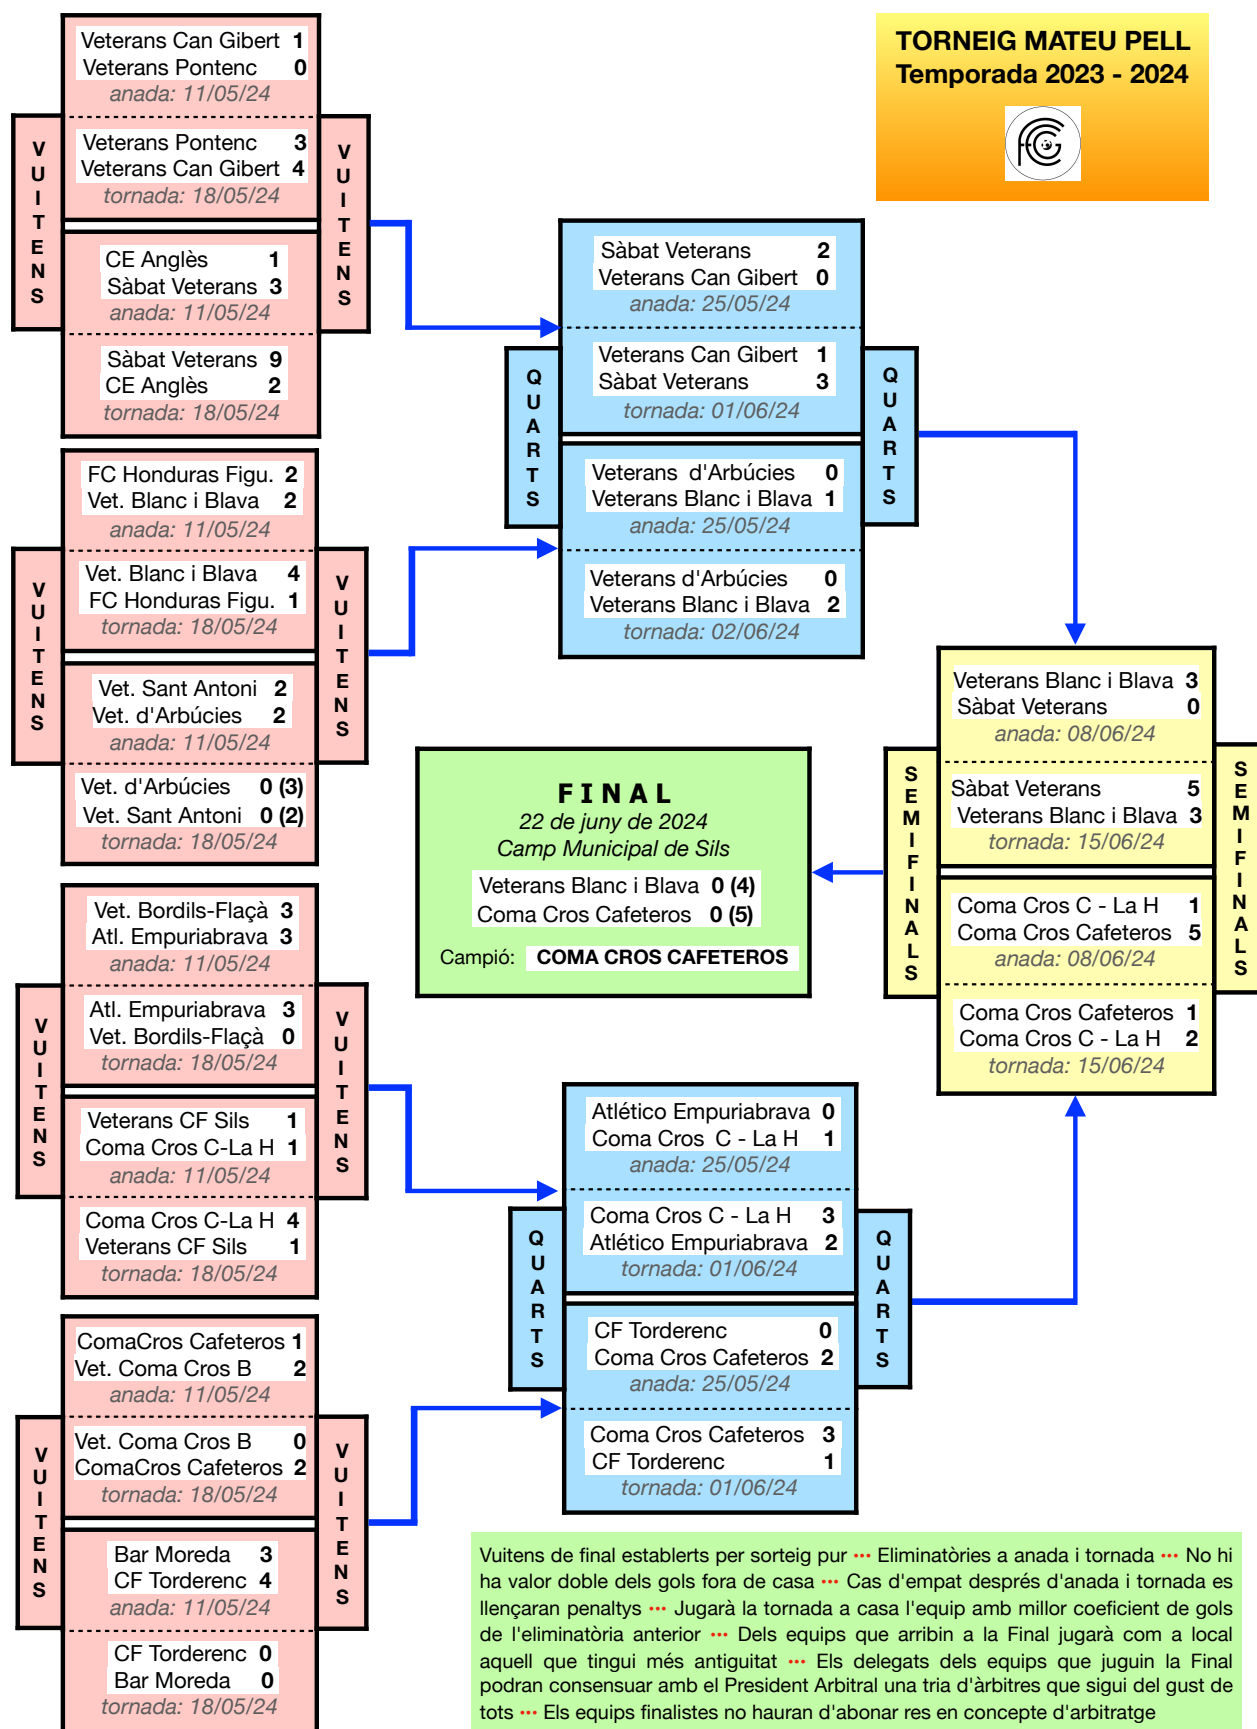 TORNEIG MATEU PELL
Temporada 2023 - 2024
FCCG
VUITENS
Veterans Can Gibert 1
Veterans Pontenc 0
anada: 11/05/24
Veterans Pontenc 3
Veterans Can Gibert 4
tornada: 18/05/24
CE Anglès 1
Sàbat Veterans 3
anada: 11/05/24
Sàbat Veterans 9
CE Anglès 2
tornada: 18/05/24
VUITENS
VUITENS
FC Honduras Figu. 2
Vet. Blanc i Blava 2
anada: 11/05/24
Vet. Blanc i Blava 4
FC Honduras Figu. 1
tornada: 18/05/24
Vet. Sant Antoni 2
Vet. d'Arbúcies 2
anada: 11/05/24
Vet. d'Arbúcies 0 (3)
Vet. Sant Antoni 0 (2)
tornada: 18/05/24
VUITENS
VUITENS
Vet. Bordils-Flaçà 3
Atl. Empuriabrava 3
anada: 11/05/24
Atl. Empuriabrava 3
Vet. Bordils-Flaçà 0
tornada: 18/05/24
Veterans CF Sils 1
Coma Cros C-La H 1
anada: 11/05/24
Coma Cros C-La H 4
Veterans CF Sils 1
tornada: 18/05/24
VUITENS
VUITENS
ComaCros Cafeteros 1
Vet. Coma Cros B 2
anada: 11/05/24
Vet. Coma Cros B 0
ComaCros Cafeteros 2
tornada: 18/05/24
Bar Moreda 3
CF Torderenc 4
anada: 11/05/24
CF Torderenc 0
Bar Moreda 0
tornada: 18/05/24
VUITENS
QUARTS
Sàbat Veterans 2
Veterans Can Gibert 0
anada: 25/05/24
Veterans Can Gibert 1
Sàbat Veterans 3
tornada: 01/06/24
Veterans d'Arbúcies 0
Veterans Blanc i Blava 1
anada: 25/05/24
Veterans d'Arbúcies 0
Veterans Blanc i Blava 2
tornada: 02/06/24
QUARTS
QUARTS
Atlético Empuriabrava 0
Coma Cros C - La H 1
anada: 25/05/24
Coma Cros C - La H 3
Atlético Empuriabrava 2
tornada: 01/06/24
CF Torderenc 0
Coma Cros Cafeteros 2
anada: 25/05/24
Coma Cros Cafeteros 3
CF Torderenc 1
tornada: 01/06/24
QUARTS
SEMIFINALS
Veterans Blanc i Blava 3
Sàbat Veterans 0
anada: 08/06/24
Sàbat Veterans 5
Veterans Blanc i Blava 3
tornada: 15/06/24
Coma Cros C - La H 1
Coma Cros Cafeteros 5
anada: 08/06/24
Coma Cros Cafeteros 1
Coma Cros C - La H 2
tornada: 15/06/24
SEMIFINALS
FINAL
22 de juny de 2024
Camp Municipal de Sils
Veterans Blanc i Blava 0 (4)
Coma Cros Cafeteros 0 (5)
Campió: COMA CROS CAFETEROS
Vuitens de final establerts per sorteig pur ··· Eliminatòries a anada i tornada ··· No hi
ha valor doble dels gols fora de casa ··· Cas d'empat després d'anada i tornada es
llençaran penaltys ··· Jugarà la tornada a casa l'equip amb millor coeficient de gols
de l'eliminatòria anterior ··· Dels equips que arribin a la Final jugarà com a local
aquell que tingui més antiguitat ··· Els delegats dels equips que juguin la Final
podran consensuar amb el President Arbitral una tria d'àrbitres que sigui del gust de
tots ··· Els equips finalistes no hauran d'abonar res en concepte d'arbitratge